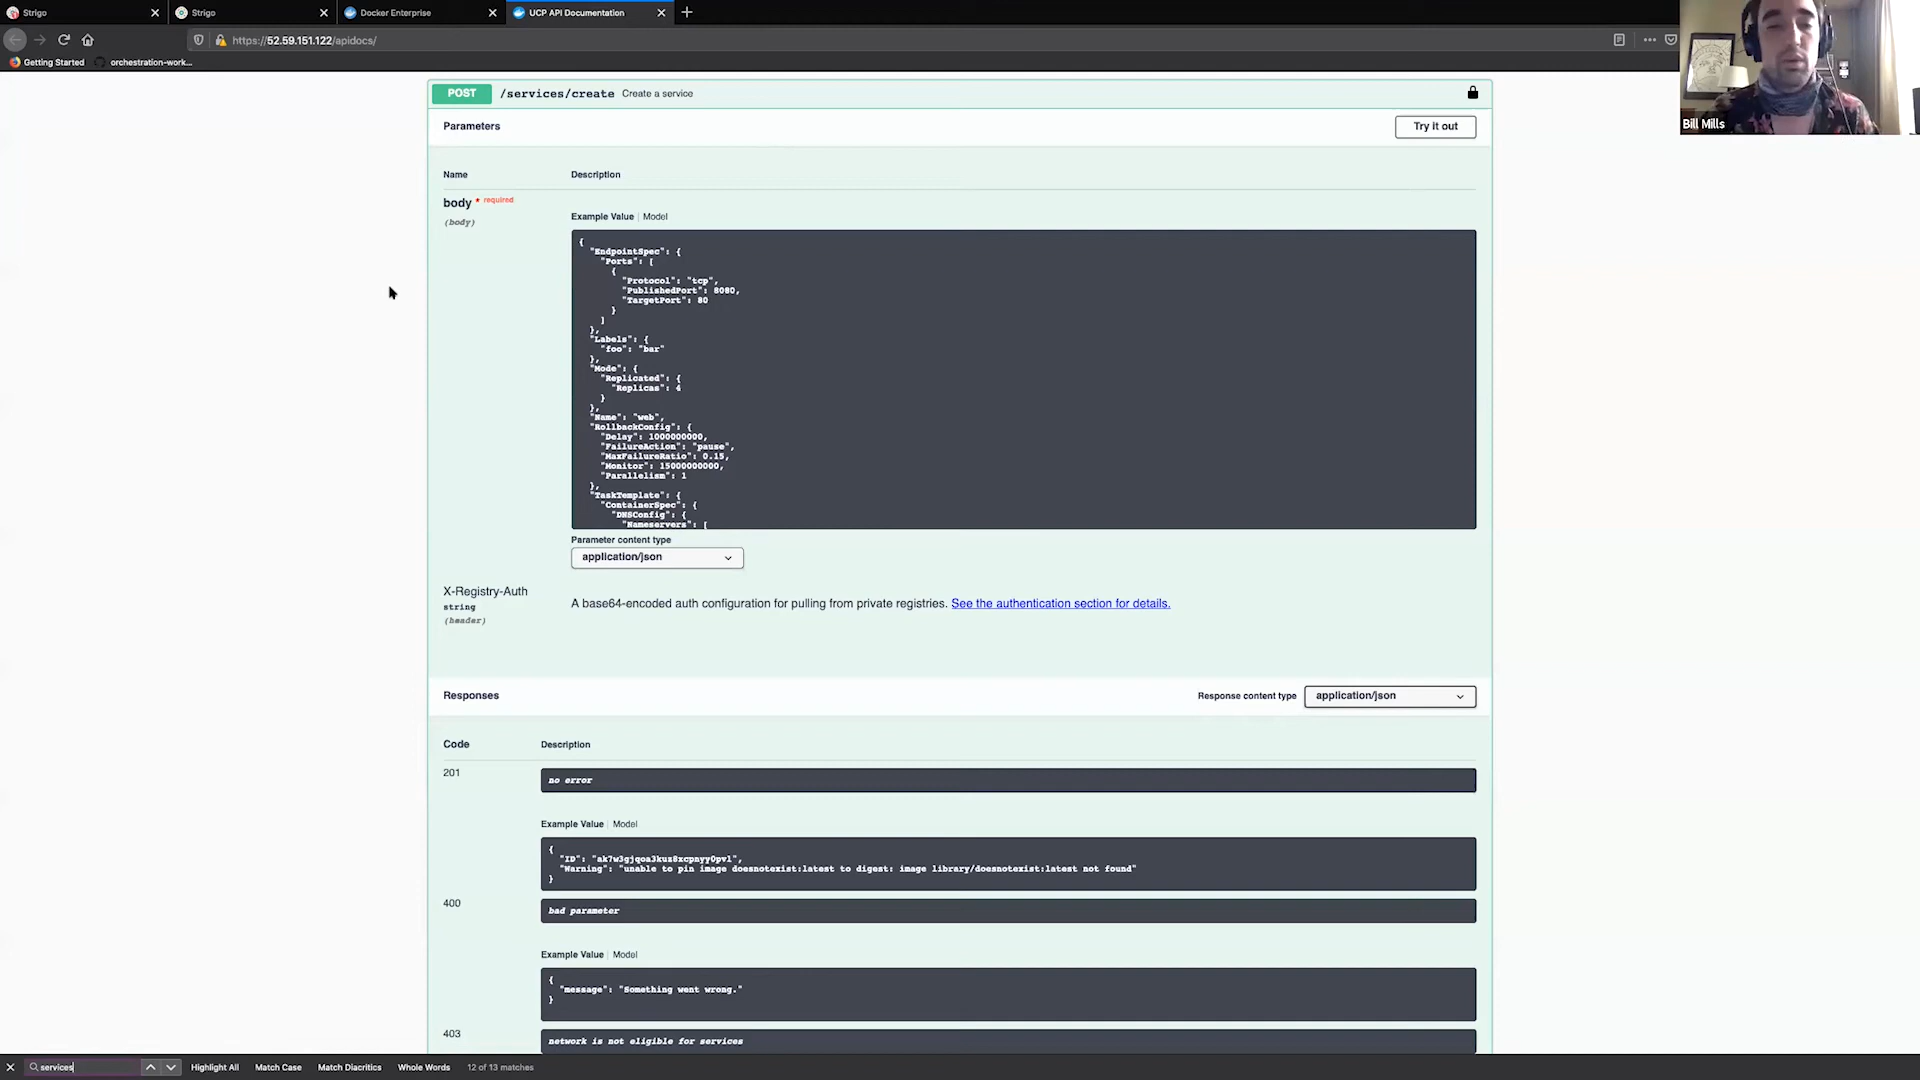 Strigo
Strigo
Docker Enterprise
UCP API Documentation
https://52.59.151.122/apidocs/
Getting Started
orchestration-work...
Bill Mills
POST /services/create Create a service
Parameters
Try it out
Name
Description
body * required
(body)
Example Value | Model
{
"EndpointSpec": {
"Ports": [
{
"Protocol": "tcp",
"PublishedPort": 8080,
"TargetPort": 80
}
]
},
"Labels": {
"foo": "bar"
},
"Mode": {
"Replicated": {
"Replicas": 4
}
},
"Name": "web",
"RollbackConfig": {
"Delay": 1000000000,
"FailureAction": "pause",
"MaxFailureRatio": 0.15,
"Monitor": 15000000000,
"Parallelism": 1
},
"TaskTemplate": {
"ContainerSpec": {
"DNSConfig": {
"Nameservers": [
Parameter content type
application/json
X-Registry-Auth
string
(header)
A base64-encoded auth configuration for pulling from private registries. See the authentication section for details.
Responses
Response content type
application/json
Code
Description
201
no error
Example Value | Model
{
"ID": "ak7w3gjqoa3kuz8xcpnyy0pvl",
"Warning": "unable to pin image doesnotexist:latest to digest: image library/doesnotexist:latest not found"
}
400
bad parameter
Example Value | Model
{
"message": "Something went wrong."
}
403
network is not eligible for services
services
Highlight All
Match Case
Match Diacritics
Whole Words
12 of 13 matches